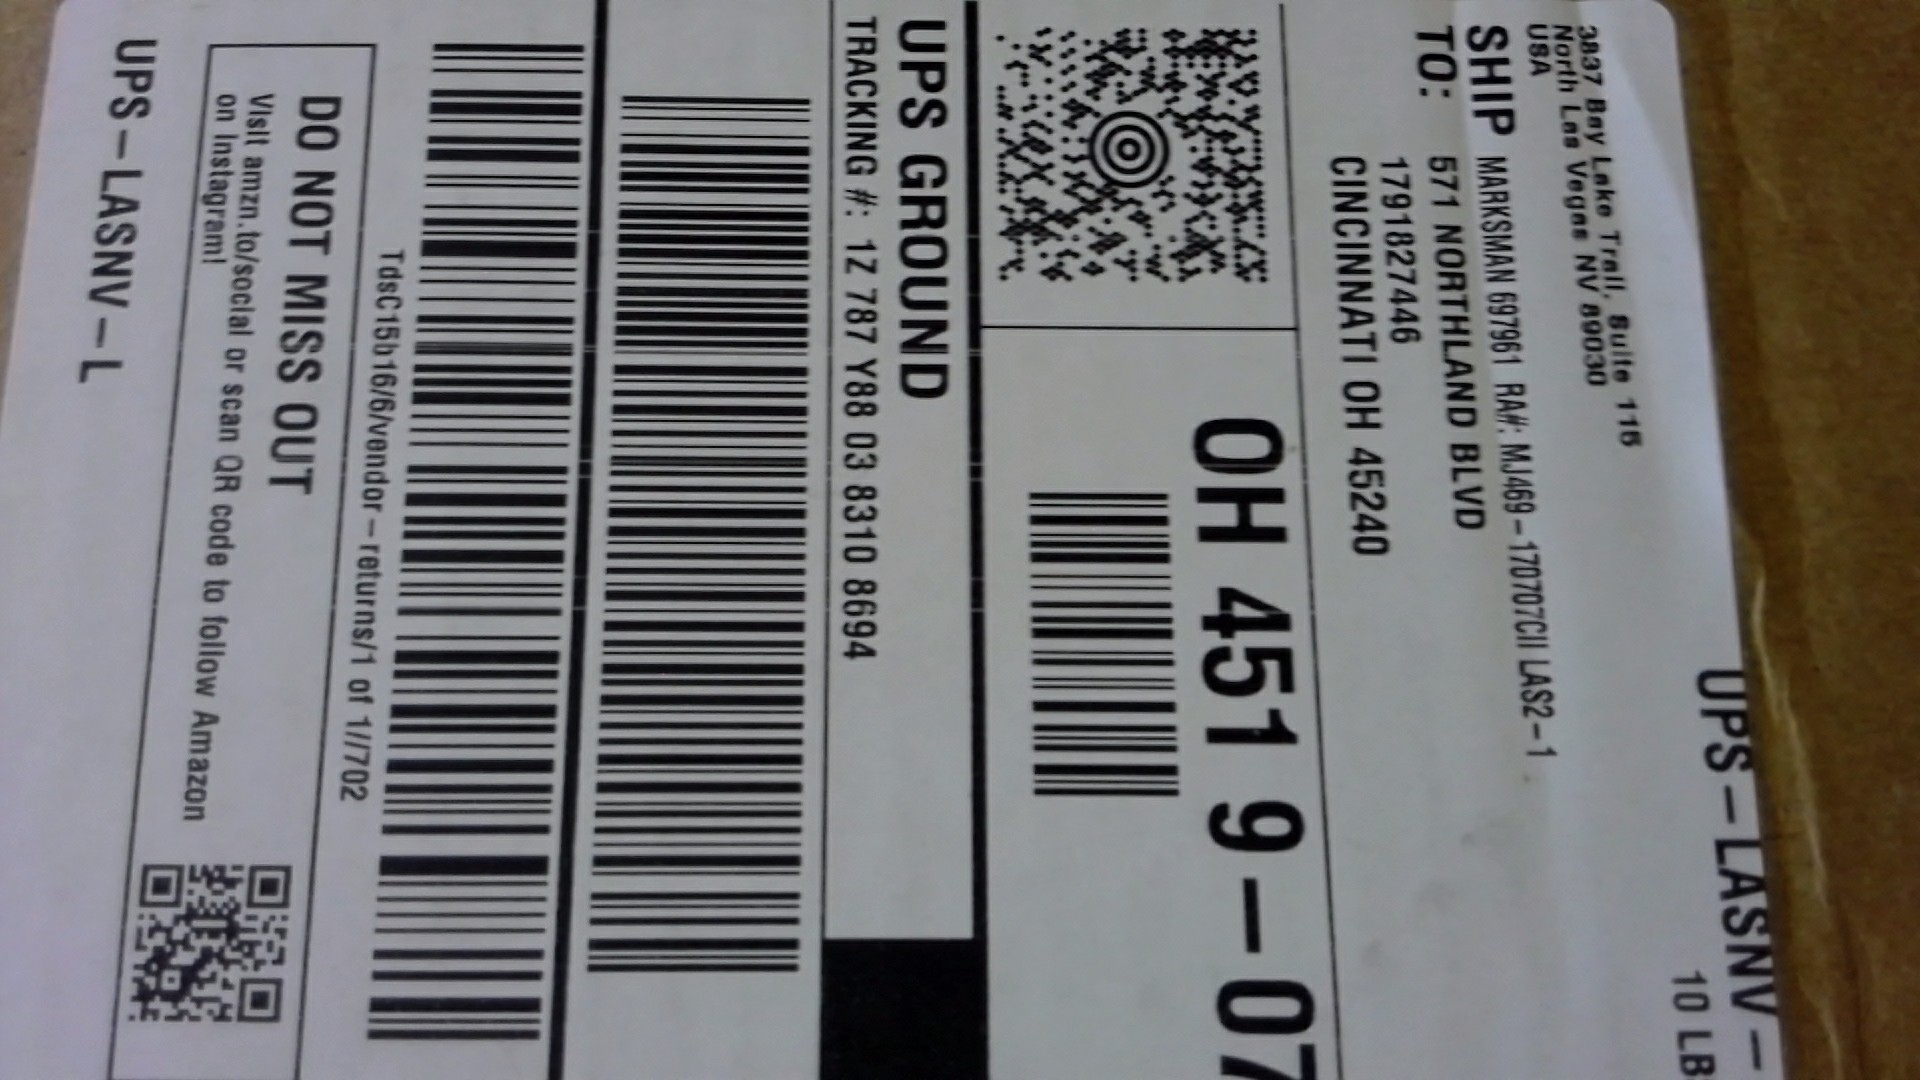 UPS-LASNV-
10 LB
3837 Bay Lake Trail, Suite 115
North Las Vegas NV 89030
USA
SHIP
TO:
MARKSMAN 697961 RA#: MJ469-17070 LAS2-1
571 NORTHLAND BLVD
17918827446
CINCINNATI OH 45240
OH 451 9-07
UPS GROUND
TRACKING #: 1Z 787 Y88 03 8310 8694
TdsC15b16/6/vendor-returns/1 of 1//702
DO NOT MISS OUT
Visit amzn.to/social or scan QR code to follow Amazon
on Instagram!
UPS-LASNV-L